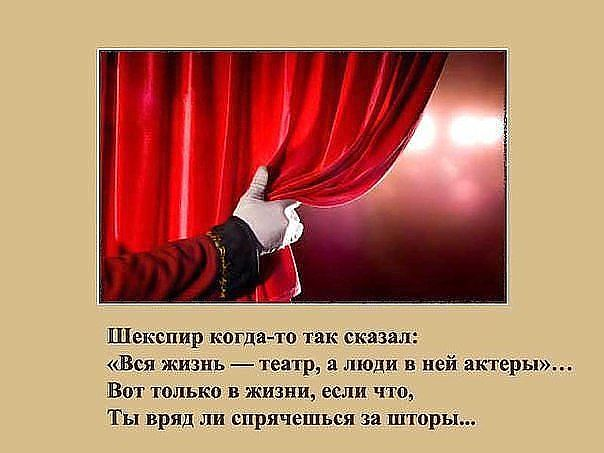 Шекспир когда-то так сказал:
«Вся жизнь — театр, а люди в ней актеры»...
Вот только в жизни, если что,
Ты вряд ли спрячешься за шторы...